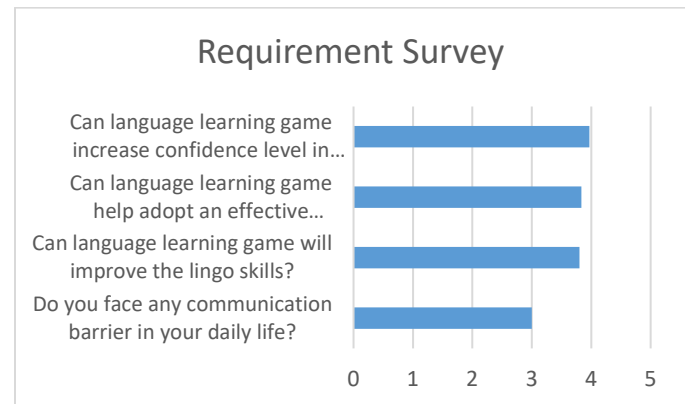 Requirement Survey
Can language learning game
increase confidence level in...
Can language learning game
help adopt an effective...
Can language learning game will
improve the lingo skills?
Do you face any communication
barrier in your daily life?
0 1 2 3 4 5